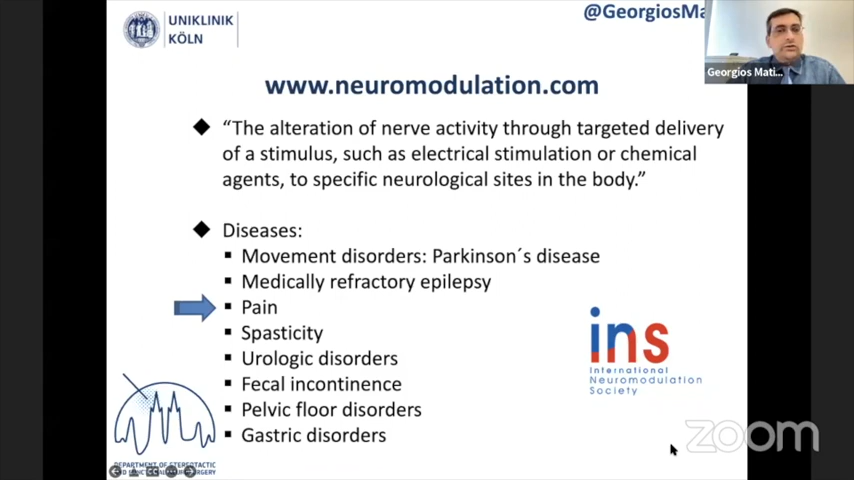 @GeorgiosMa
UNIKLINIK
KÖLN
Georgios Mati...
www.neuromodulation.com
“The alteration of nerve activity through targeted delivery
of a stimulus, such as electrical stimulation or chemical
agents, to specific neurological sites in the body.”
Diseases:
Movement disorders: Parkinson´s disease
Medically refractory epilepsy
Pain
Spasticity
Urologic disorders
Fecal incontinence
Pelvic floor disorders
Gastric disorders
ins
International
Neuromodulation
Society
DEPARTMENT OF STEREOTACTIC
zoom